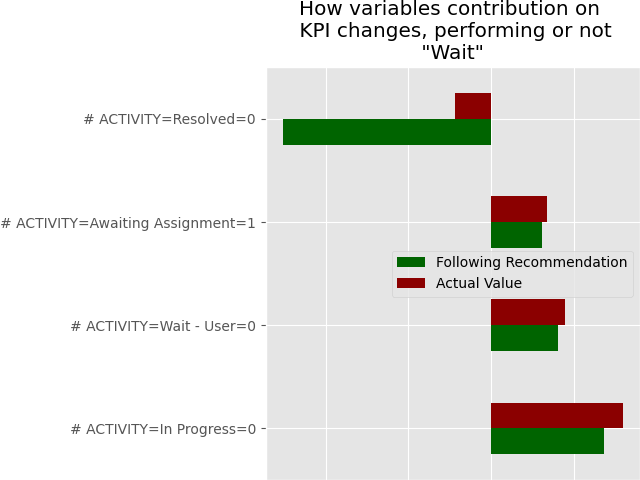 How variables contribution on
KPI changes, performing or not
"Wait"
# ACTIVITY=Resolved=0
# ACTIVITY=Awaiting Assignment=1
Following Recommendation
Actual Value
# ACTIVITY=Wait - User=0
# ACTIVITY=In Progress=0